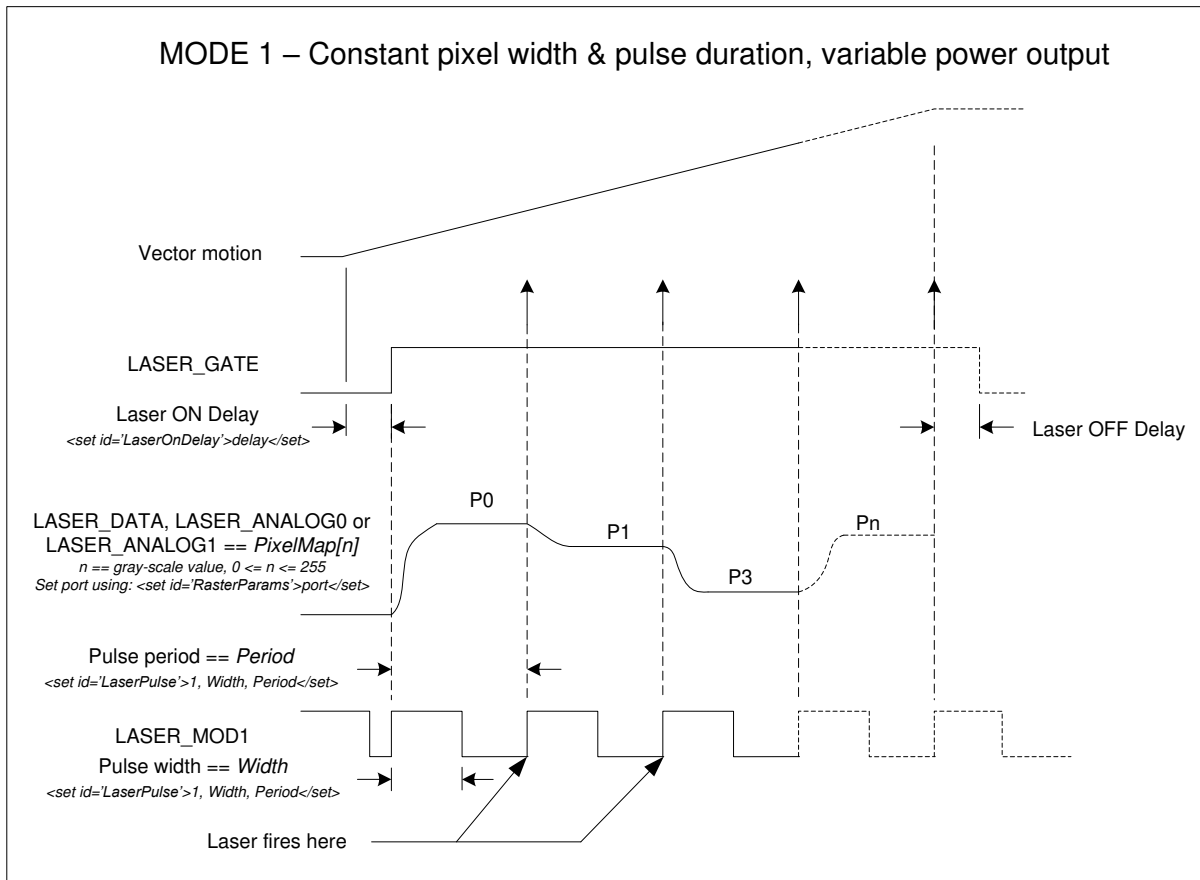 MODE 1 – Constant pixel width & pulse duration, variable power output
Vector motion
LASER_GATE
Laser ON Delay
<set id='LaserOnDelay'>delay</set>
Laser OFF Delay
LASER_DATA, LASER_ANALOG0 or
LASER_ANALOG1 == PixelMap[n]
n == gray-scale value, 0 <= n <= 255
Set port using: <set id='RasterParams'>port</set>
P0
P1
P3
Pn
Pulse period == Period
<set id='LaserPulse'>1, Width, Period</set>
LASER_MOD1
Pulse width == Width
<set id='LaserPulse'>1, Width, Period</set>
Laser fires here